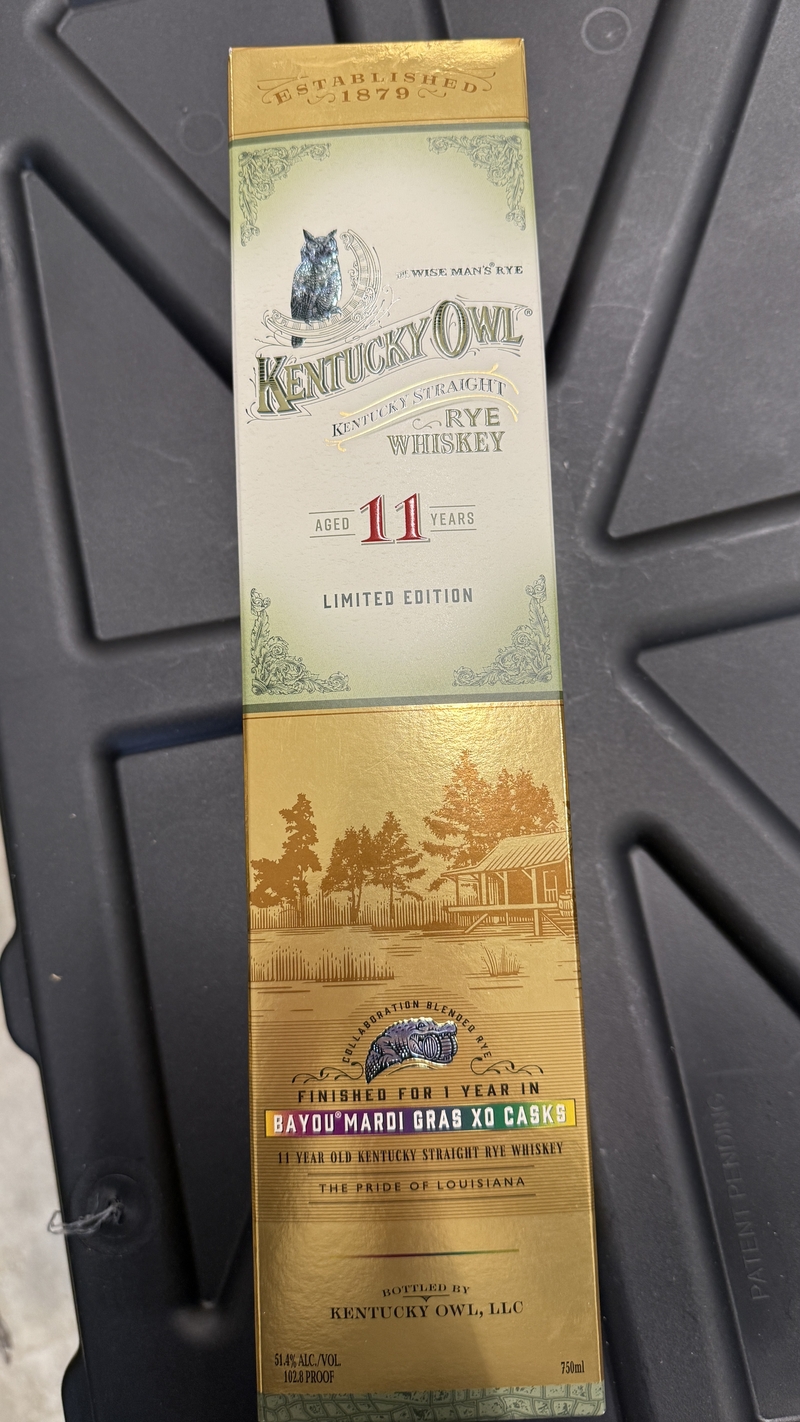 ESTABLISHED
1879
THE WISE MAN'S® RYE
KENTUCKY OWL®
KENTUCKY STRAIGHT
RYE
WHISKEY
AGED 11 YEARS
LIMITED EDITION
COLLABORATION BLENDED RYE
FINISHED FOR 1 YEAR IN
BAYOU® MARDI GRAS XO CASKS
11 YEAR OLD KENTUCKY STRAIGHT RYE WHISKEY
THE PRIDE OF LOUISIANA
BOTTLED BY
KENTUCKY OWL, LLC
51.4% ALC./VOL.
102.8 PROOF
750ml
PATENT PENDING